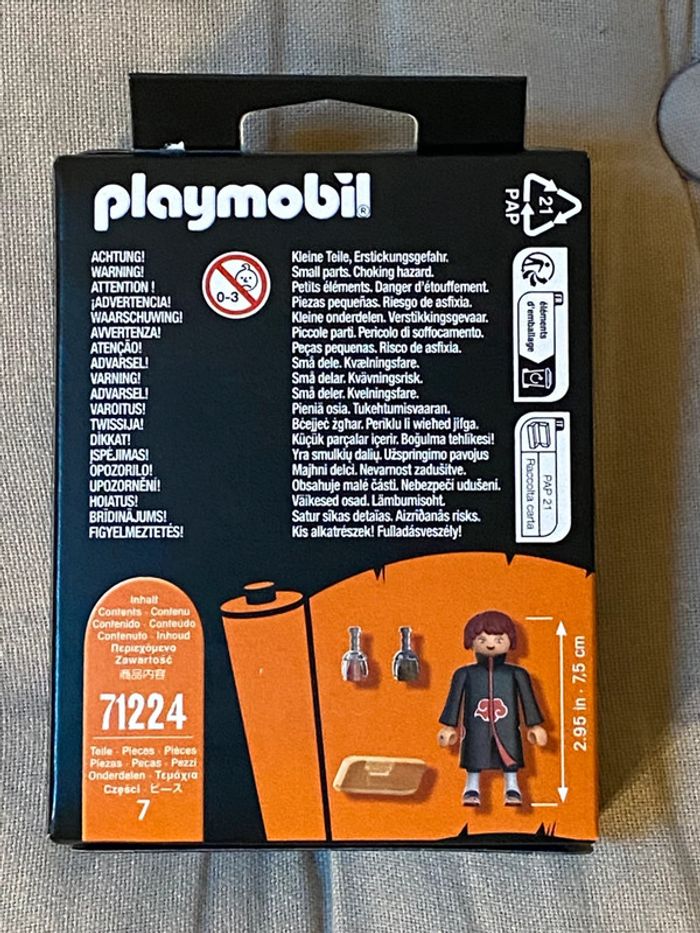 playmobil®
21
PAP
ACHTUNG! Kleine Teile, Erstickungsgefahr.
WARNING! Small parts. Choking hazard.
ATTENTION ! Petits éléments. Danger d'étouffement.
¡ADVERTENCIA! Piezas pequeñas. Riesgo de asfixia.
WAARSCHUWING! Kleine onderdelen. Verstikkingsgevaar.
AVVERTENZA! Piccole parti. Pericolo di soffocamento.
ATENÇÃO! Peças pequenas. Risco de asfixia.
ADVARSEL! Små dele. Kvælningsfare.
VARNING! Små delar. Kvävningsrisk.
ADVARSEL! Små deler. Kvelningsfare.
VAROITUS! Pieniä osia. Tukehtumisvaaran.
TWISSIJA! Bċejjeċ żgħar. Periklu li wieħed jifga.
DİKKAT! Küçük parçalar içerir. Boğulma tehlikesi!
ĮSPĖJIMAS! Yra smulkių dalių. Užspringimo pavojus
OPOZORILO! Majhni delci. Nevarnost zadušitve.
UPOZORNĚNÍ! Obsahuje malé části. Nebezpečí udušení.
HOIATUS! Väikesed osad. Lämbumisoht.
BRĪDINĀJUMS! Satur sīkas detaļas. Aizrīšanās risks.
FIGYELMEZTETÉS! Kis alkatrészek! Fulladásveszély!
0-3
FR
éléments
d'emballage
PAP 21
Raccolta carta
Inhalt
Contents · Contenu
Contenido · Conteúdo
Contenuto · Inhoud
Περιεχόμενο
Zawartość
商品内容
71224
Teile · Pieces · Pièces
Piezas · Peças · Pezzi
Onderdelen · Τεμάχια
Części · ピース
7
2.95 in · 7,5 cm